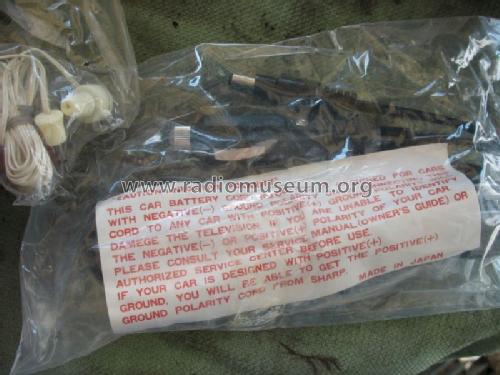 THIS CAR BATTERY CORD
FOR CARS
WITH NEGATIVE(-) GROUND POLARITY
CORD TO ANY CAR WITH POSITIVE(+) GROUND
DAMEGE THE TELEVISION IF YOU ARE UNABLE TO IDENTIFY
THE NEGATIVE(-) OR POSITIVE(+) POLARITY OF YOUR CAR,
PLEASE CONSULT YOUR SERVICE MANUAL(OWNER'S GUIDE) OR
AUTHORIZED SERVICE CENTER BEFORE USE.
IF YOUR CAR IS DESIGNED WITH POSITIVE(+)
GROUND, YOU WILL BE ABLE TO GET THE POSITIVE(+)
GROUND POLARITY CORD FROM SHARP. MADE IN JAPAN
www.radiomuseum.org